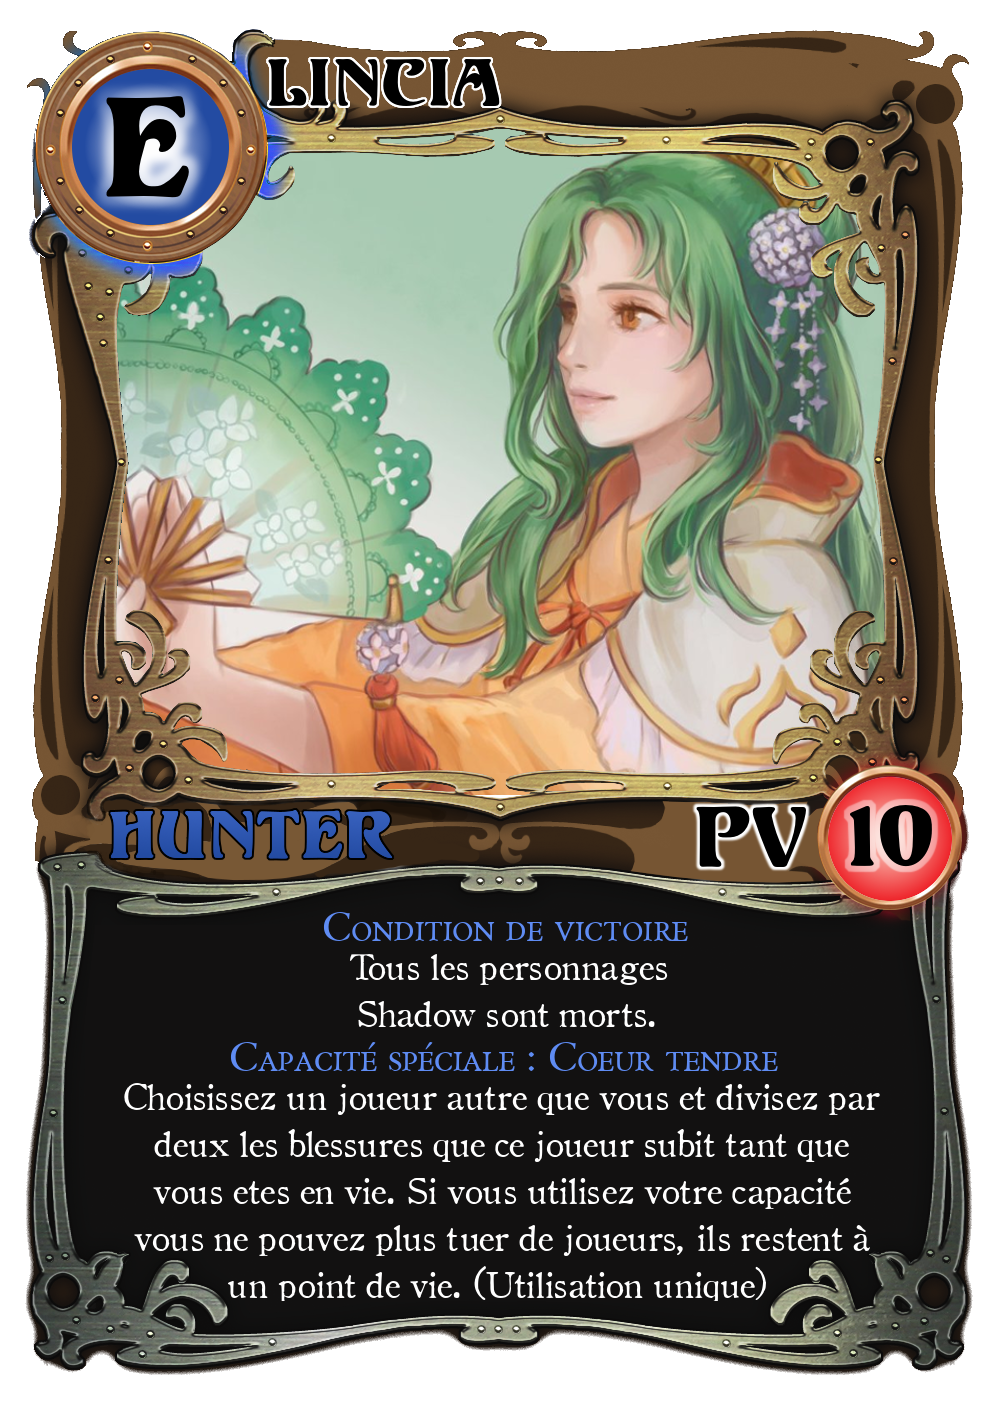 E
LINCIA
HUNTER
PV 10
Condition de victoire
Tous les personnages
Shadow sont morts.
Capacité spéciale : Coeur tendre
Choisissez un joueur autre que vous et divisez par
deux les blessures que ce joueur subit tant que
vous etes en vie. Si vous utilisez votre capacité
vous ne pouvez plus tuer de joueurs, ils restent à
un point de vie. (Utilisation unique)